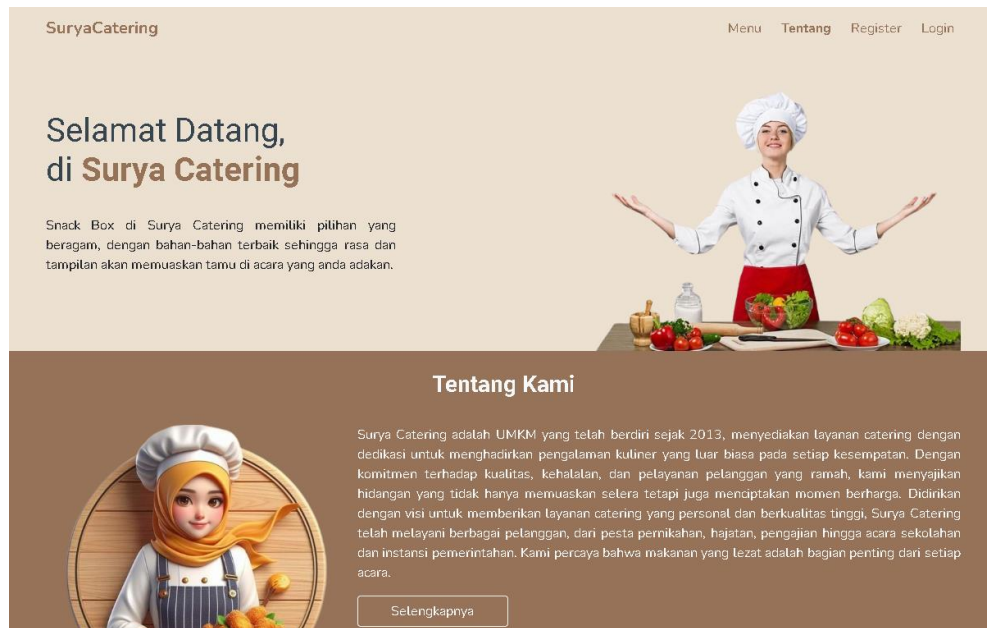 SuryaCatering
Menu Tentang Register Login
Selamat Datang,
di Surya Catering
Snack Box di Surya Catering memiliki pilihan yang
beragam, dengan bahan-bahan terbaik sehingga rasa dan
tampilan akan memuaskan tamu di acara yang anda adakan.
Tentang Kami
Surya Catering adalah UMKM yang telah berdiri sejak 2013, menyediakan layanan catering dengan
dedikasi untuk menghadirkan pengalaman kuliner yang luar biasa pada setiap kesempatan. Dengan
komitmen terhadap kualitas, kehalalan, dan pelayanan pelanggan yang ramah, kami menyajikan
hidangan yang tidak hanya memuaskan selera tetapi juga menciptakan momen berharga. Didirikan
dengan visi untuk memberikan layanan catering yang personal dan berkualitas tinggi, Surya Catering
telah melayani berbagai pelanggan, dari pesta pernikahan, hajatan, pengajian hingga acara sekolahan
dan instansi pemerintahan. Kami percaya bahwa makanan yang lezat adalah bagian penting dari setiap
acara.
Selengkapnya